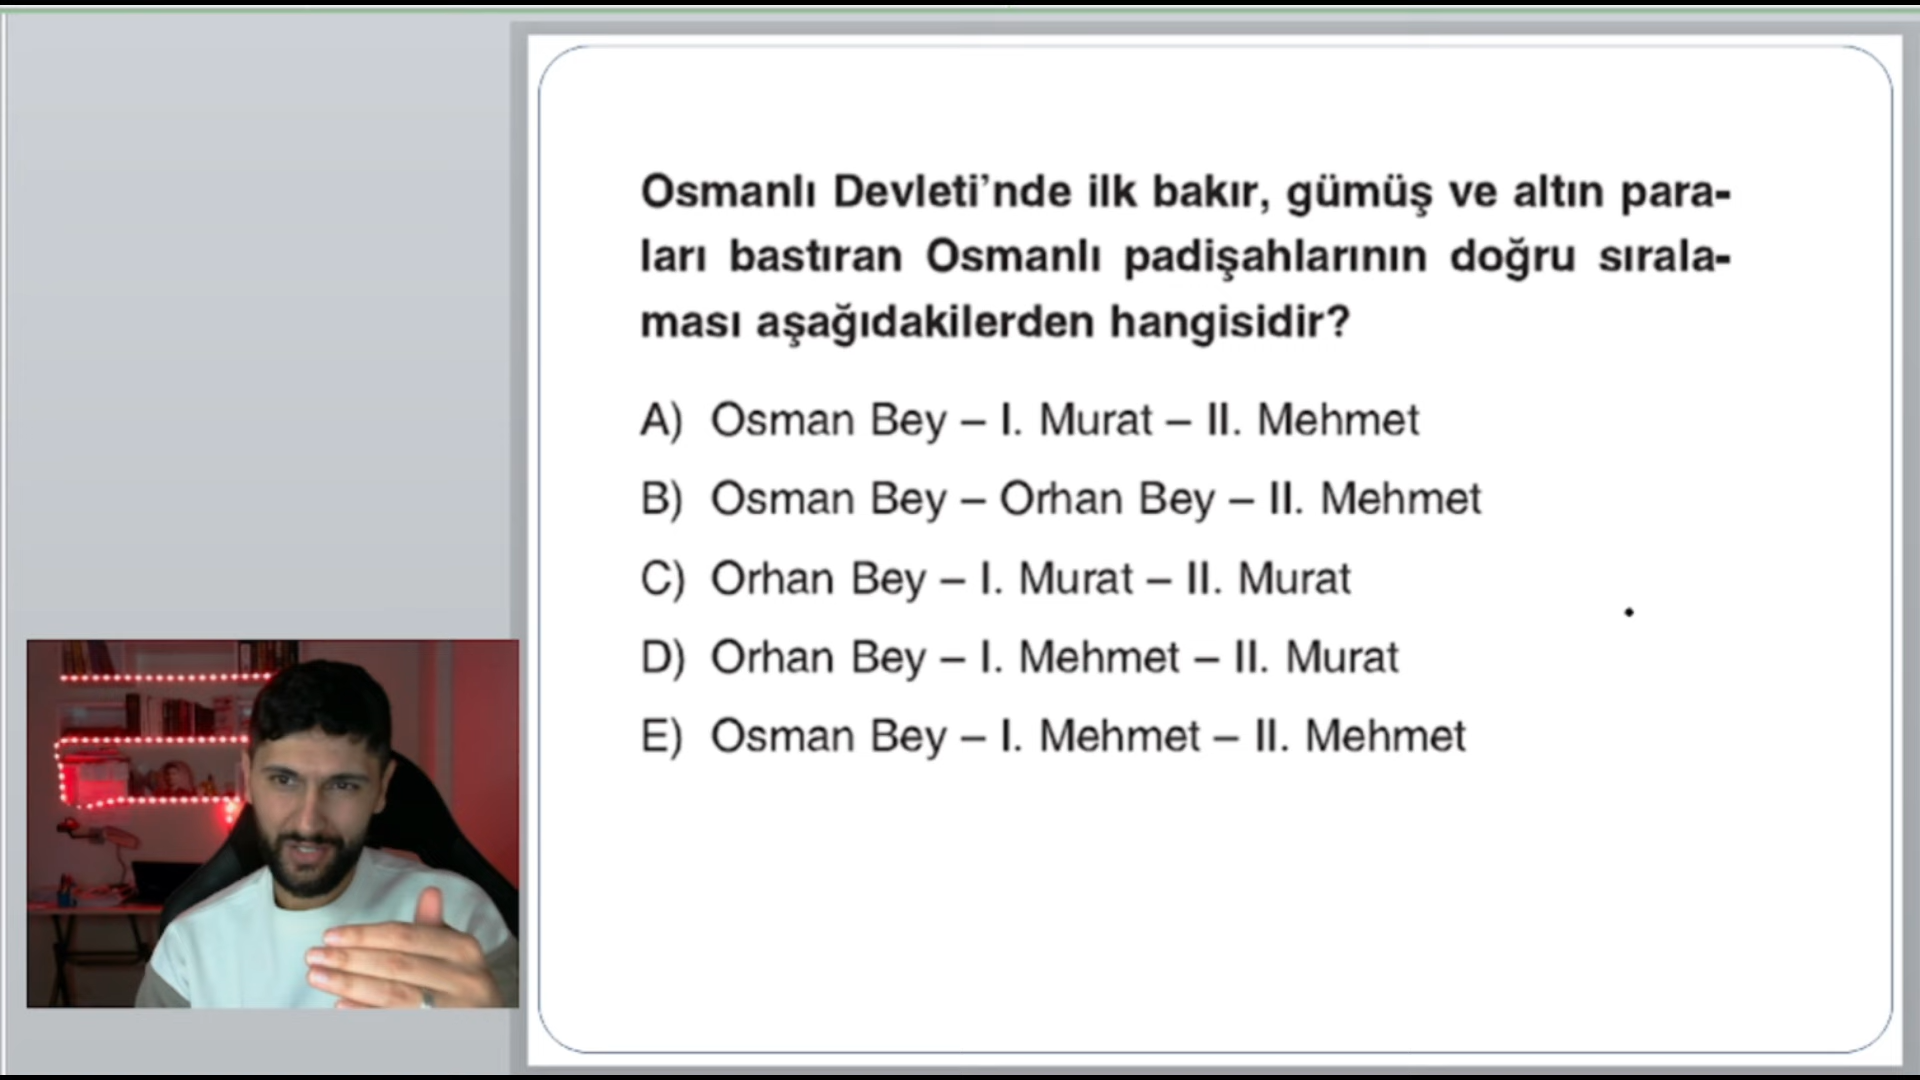 Osmanlı Devleti’nde ilk bakır, gümüş ve altın para-
ları bastıran Osmanlı padişahlarının doğru sırala-
ması aşağıdakilerden hangisidir?
A) Osman Bey – I. Murat – II. Mehmet
B) Osman Bey – Orhan Bey – II. Mehmet
C) Orhan Bey – I. Murat – II. Murat
D) Orhan Bey – I. Mehmet – II. Murat
E) Osman Bey – I. Mehmet – II. Mehmet